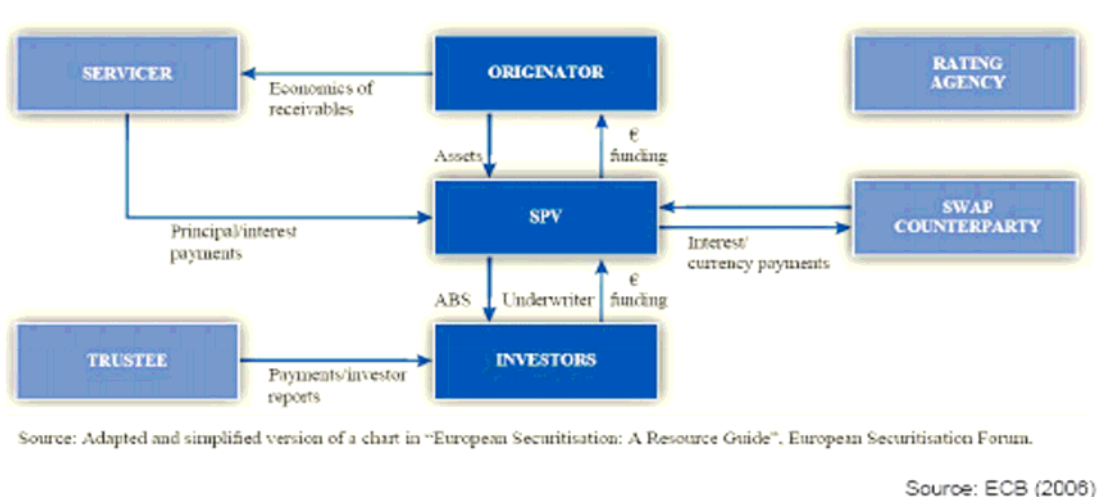 SERVICER
ORIGINATOR
RATING
AGENCY
Economics of
receivables
Assets
€
funding
SPV
SWAP
COUNTERPARTY
Principal/interest
payments
Interest/
currency payments
ABS
Underwriter
€
funding
TRUSTEE
INVESTORS
Payments/investor
reports
Source: Adapted and simplified version of a chart in “European Securitisation: A Resource Guide”. European Securitisation Forum.
Source: ECB (2006)